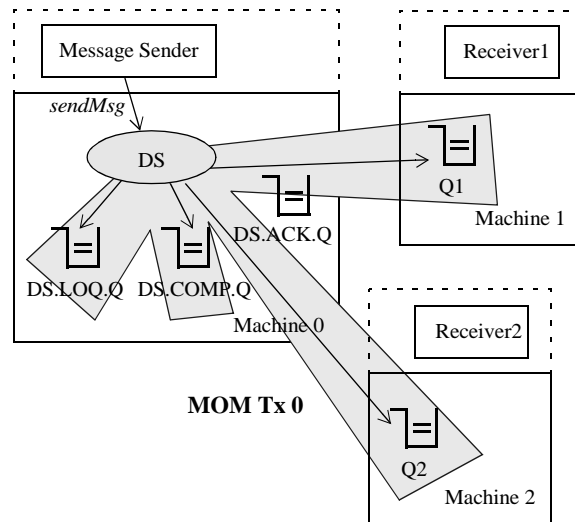 Message Sender
Receiver1
sendMsg
DS
Q1
DS.ACK.Q
Machine 1
DS.LOQ.Q
DS.COMP.Q
Machine 0
Receiver2
MOM Tx 0
Q2
Machine 2